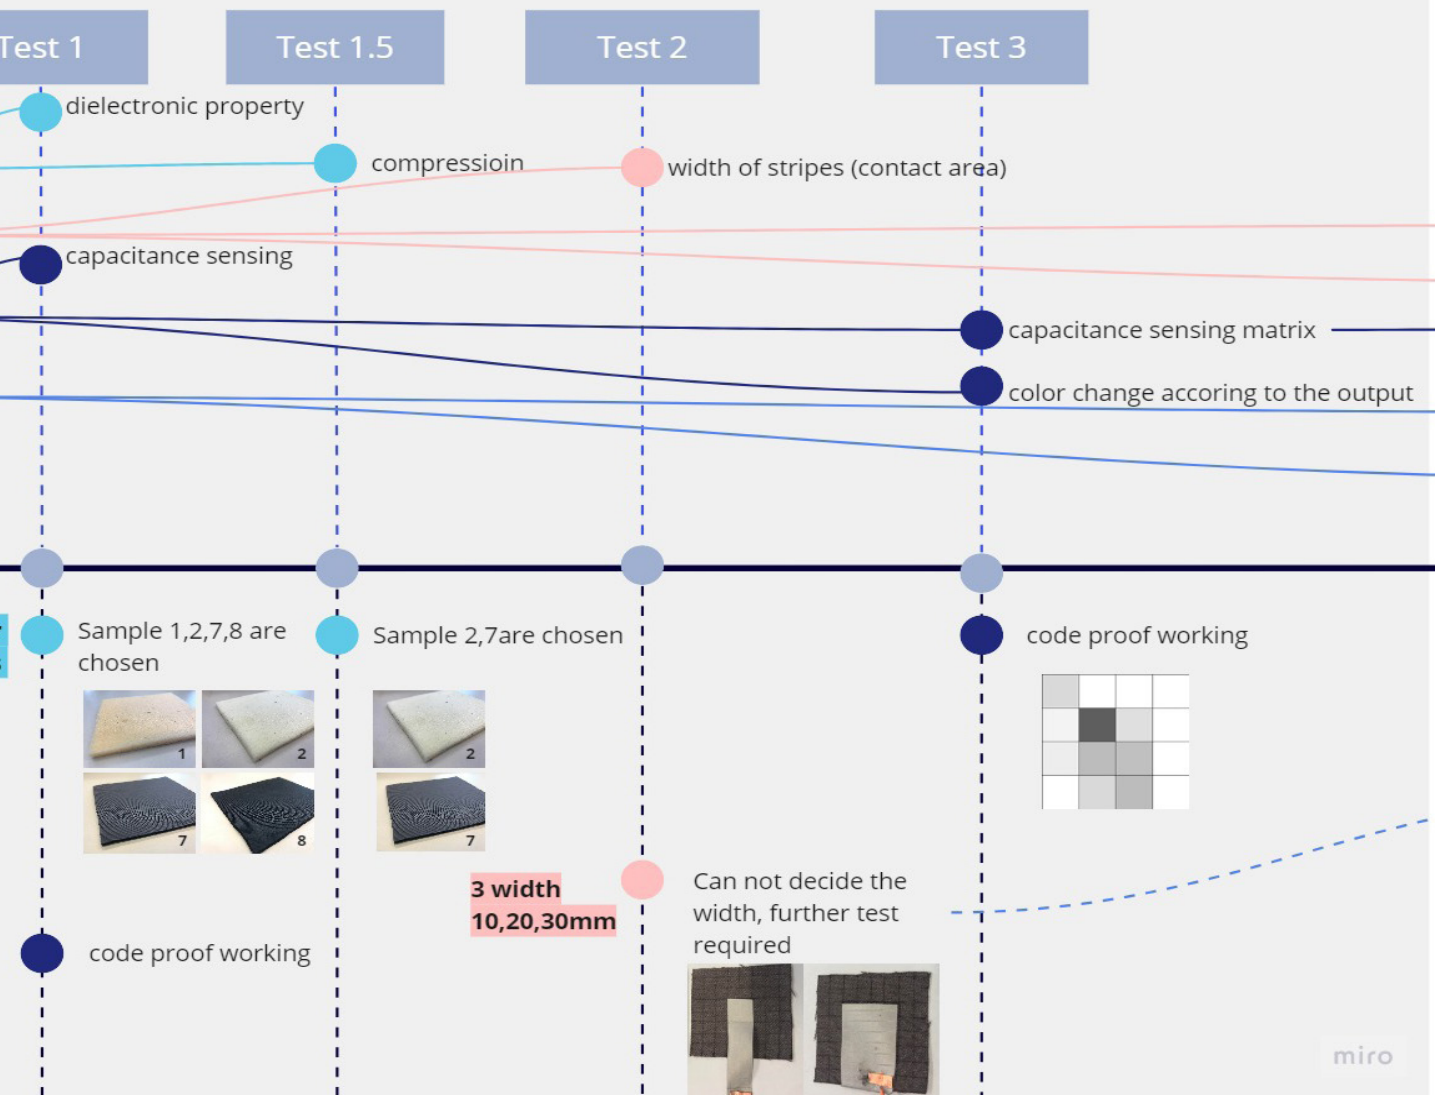 Test 1
Test 1.5
Test 2
Test 3
dielectronic property
compressioin
width of stripes (contact area)
capacitance sensing
capacitance sensing matrix
color change accoring to the output
Sample 1,2,7,8 are
chosen
Sample 2,7are chosen
code proof working
1
2
2
7
8
7
3 width
10,20,30mm
Can not decide the
width, further test
required
code proof working
miro